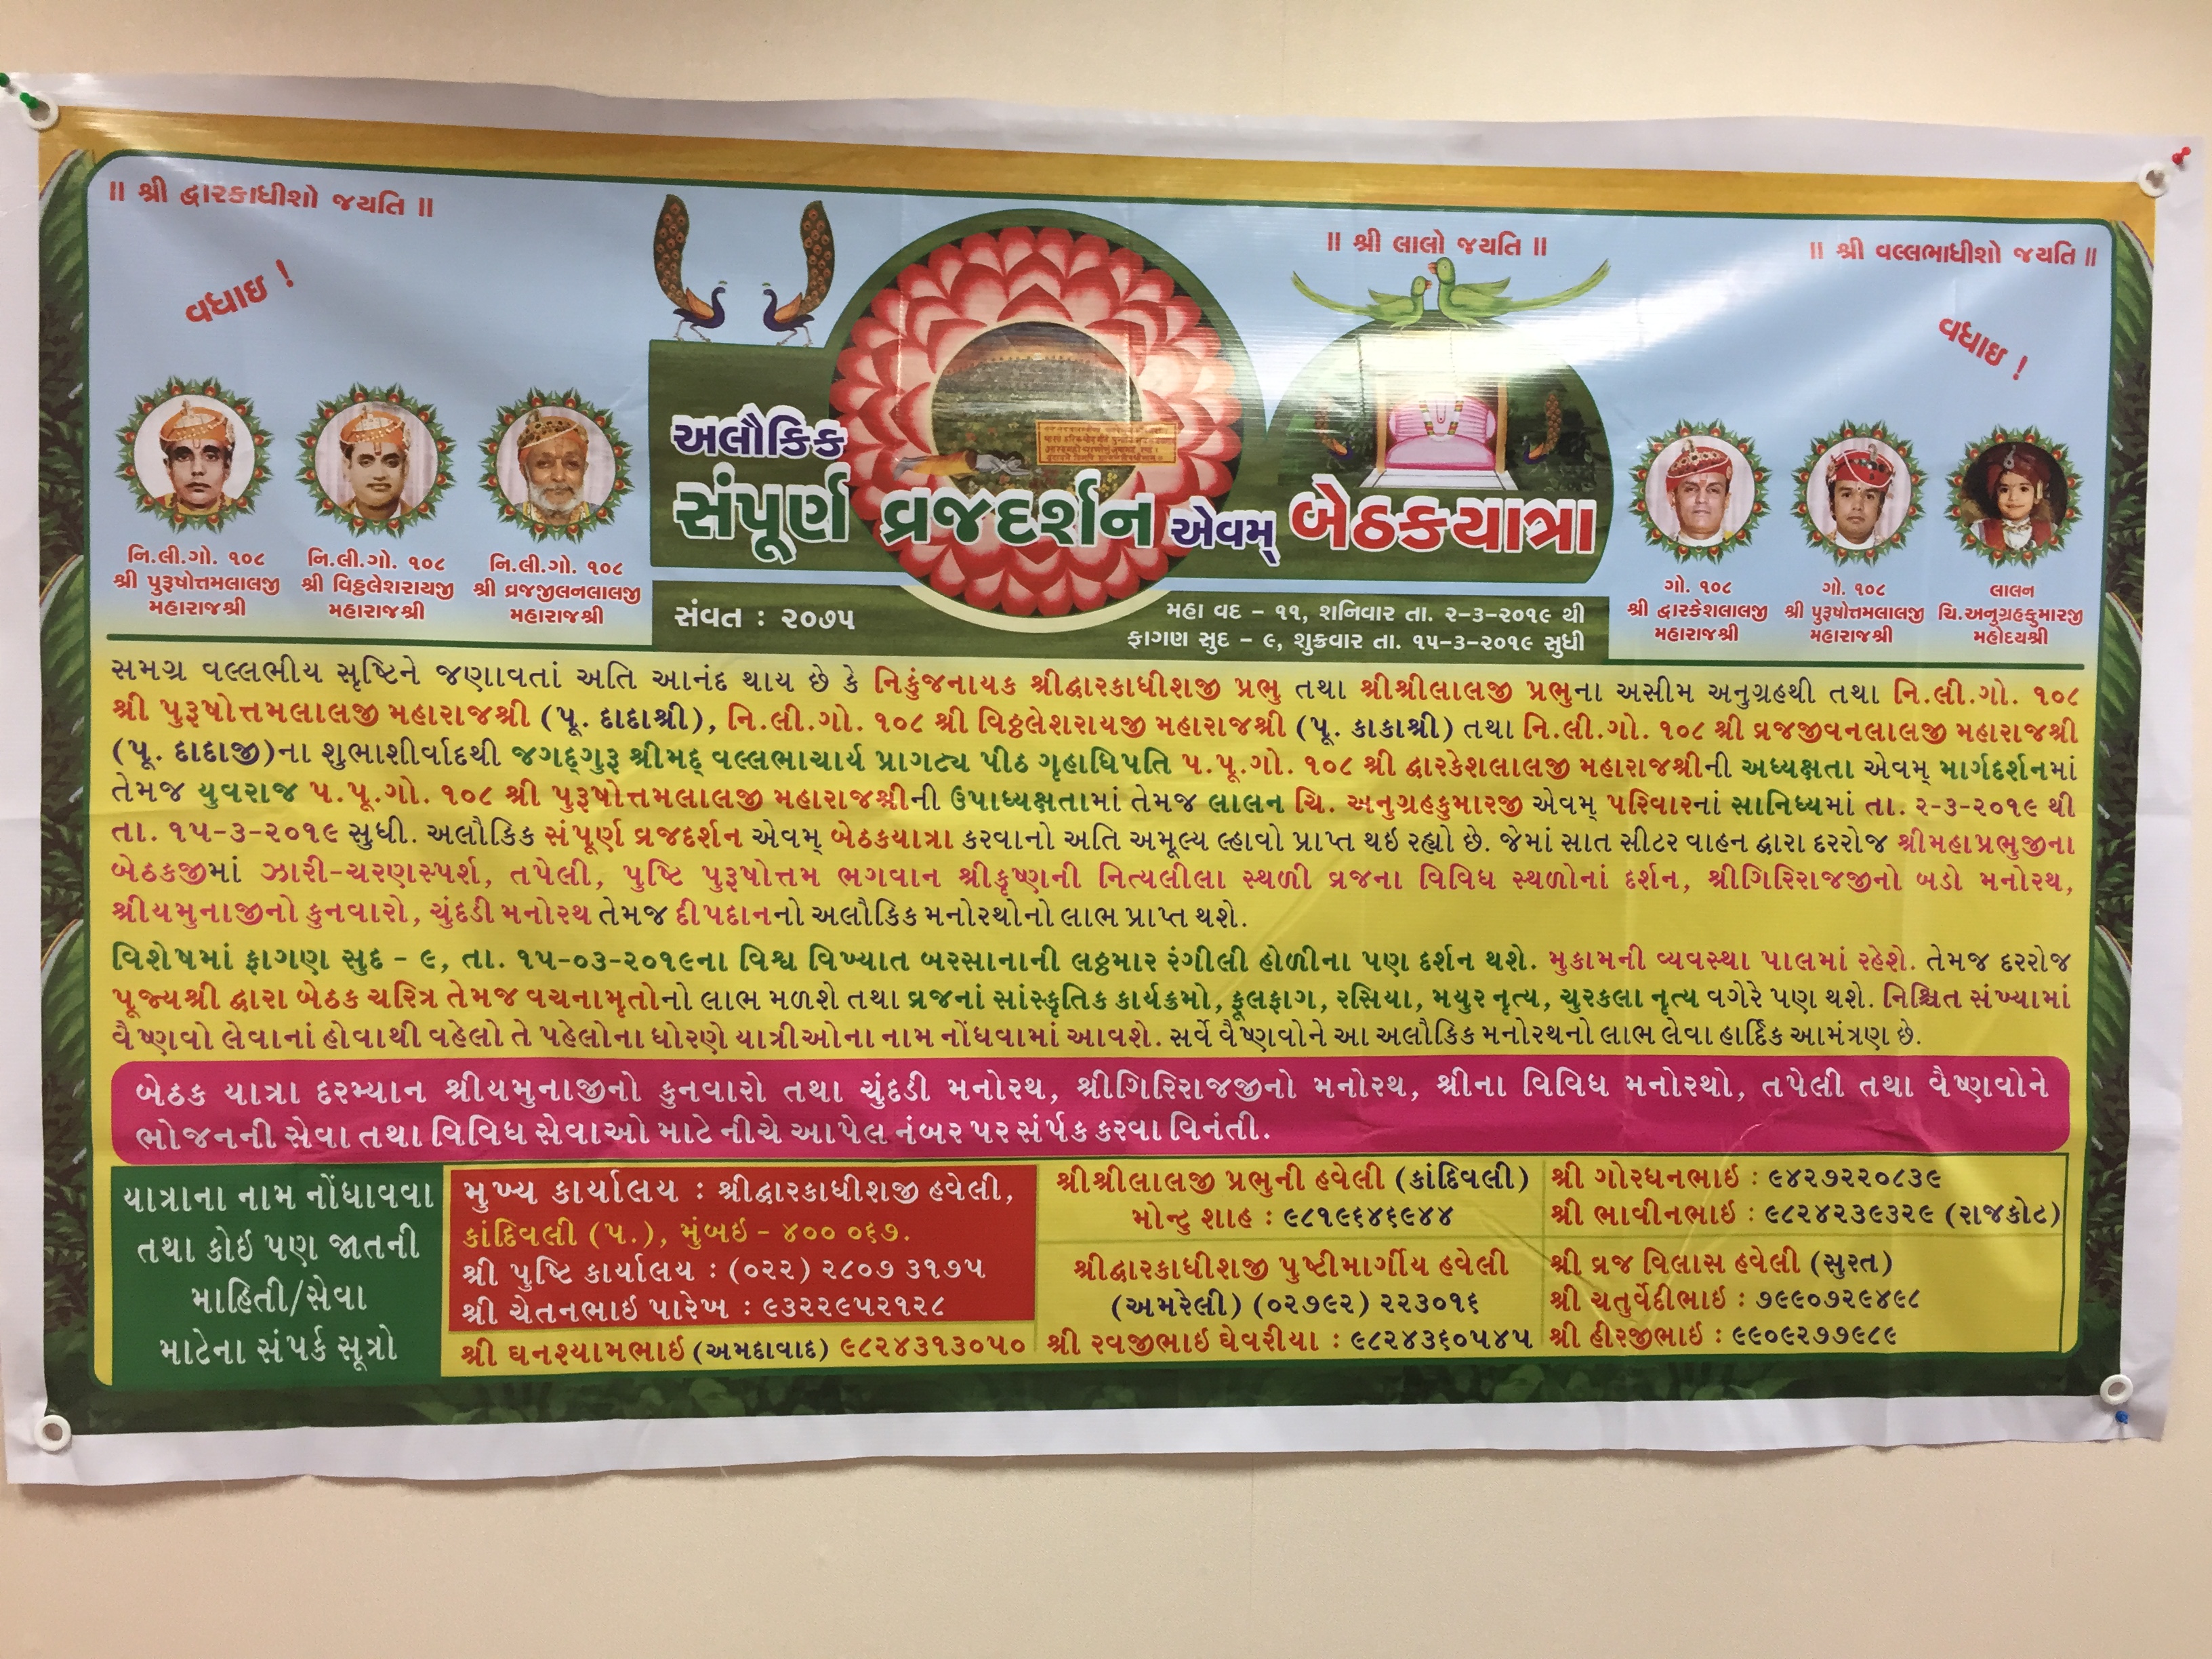 ॥ શ્રી દ્વારકાધીશો જયતિ ॥
॥ શ્રી લાલો જયતિ ॥
॥ શ્રી વલ્લભાધીશો જયતિ ॥
વધાઇ !
વધાઇ !
અલૌકિક
સંપૂર્ણ વ્રજદર્શન એવમ્ બેઠકયાત્રા
સંવત : ૨૦૭૫
મહા વદ - ૧૧, શનિવાર તા. ૨-૩-૨૦૧૯ થી
ફાગણ સુદ - ૯, શુક્રવાર તા. ૧૫-૩-૨૦૧૯ સુધી
નિ.લી.ગો. ૧૦૮
શ્રી પુરૂષોત્તમલાલજી
મહારાજશ્રી
નિ.લી.ગો. ૧૦૮
શ્રી વિઠ્ઠલેશરાયજી
મહારાજશ્રી
નિ.લી.ગો. ૧૦૮
શ્રી વ્રજજીલનલાલજી
મહારાજશ્રી
ગો. ૧૦૮
શ્રી દ્વારકેશલાલજી
મહારાજશ્રી
ગો. ૧૦૮
શ્રી પુરૂષોત્તમલાલજી
મહારાજશ્રી
લાલન
ચિ.અનુગ્રહકુમારજી
મહોદયશ્રી
સમગ્ર વલ્લભીય સૃષ્ટિને જણાવતાં અતિ આનંદ થાય છે કે નિકુંજનાયક શ્રીદ્વારકાધીશજી પ્રભુ તથા શ્રીશ્રીલાલજી પ્રભુના અસીમ અનુગ્રહથી તથા નિ.લી.ગો. ૧૦૮
શ્રી પુરૂષોત્તમલાલજી મહારાજશ્રી (પૂ. દાદાશ્રી), નિ.લી.ગો. ૧૦૮ શ્રી વિઠ્ઠલેશરાયજી મહારાજશ્રી (પૂ. કાકાશ્રી) તથા નિ.લી.ગો. ૧૦૮ શ્રી વ્રજજીવનલાલજી મહારાજશ્રી
(પૂ. દાદાજી)ના શુભાશીર્વાદથી જગદ્‌ગુરૂ શ્રીમદ્ વલ્લભાચાર્ય પ્રાગટ્ય પીઠ ગૃહાધિપતિ પ.પૂ.ગો. ૧૦૮ શ્રી દ્વારકેશલાલજી મહારાજશ્રીની અધ્યક્ષતા એવમ્ માર્ગદર્શનમાં
તેમજ યુવરાજ પ.પૂ.ગો. ૧૦૮ શ્રી પુરૂષોત્તમલાલજી મહારાજશ્રીની ઉપાધ્યક્ષતામાં તેમજ લાલન ચિ. અનુગ્રહકુમારજી એવમ્ પરિવારનાં સાનિધ્યમાં તા. ૨-૩-૨૦૧૯ થી
તા. ૧૫-૩-૨૦૧૯ સુધી. અલૌકિક સંપૂર્ણ વ્રજદર્શન એવમ્ બેઠકયાત્રા કરવાનો અતિ અમૂલ્ય લ્હાવો પ્રાપ્ત થઇ રહ્યો છે. જેમાં સાત સીટર વાહન દ્વારા દરરોજ શ્રીમહાપ્રભુજીના
બેઠકજીમાં ઝારી-ચરણસ્પર્શ, તપેલી, પુષ્ટિ પુરૂષોત્તમ ભગવાન શ્રીકૃષ્ણની નિત્યલીલા સ્થળી વ્રજના વિવિધ સ્થળોનાં દર્શન, શ્રીગિરિરાજજીનો બડો મનોરથ,
શ્રીયમુનાજીનો કુનવારો, ચુંદડી મનોરથ તેમજ દીપદાનનો અલૌકિક મનોરથોનો લાભ પ્રાપ્ત થશે.
વિશેષમાં ફાગણ સુદ - ૯, તા. ૧૫-૦૩-૨૦૧૯ના વિશ્વ વિખ્યાત બરસાનાની લઠ્ઠમાર રંગીલી હોળીના પણ દર્શન થશે. મુકામની વ્યવસ્થા પાલમાં રહેશે. તેમજ દરરોજ
પૂજ્યશ્રી દ્વારા બેઠક ચરિત્ર તેમજ વચનામૃતોનો લાભ મળશે તથા વ્રજનાં સાંસ્કૃતિક કાર્યક્રમો, ફૂલફાગ, રસિયા, મયુર નૃત્ય, ચુરકલા નૃત્ય વગેરે પણ થશે. નિશ્ચિત સંખ્યામાં
વૈષ્ણવો લેવાનાં હોવાથી વહેલો તે પહેલોના ધોરણે યાત્રીઓના નામ નોંધવામાં આવશે. સર્વે વૈષ્ણવોને આ અલૌકિક મનોરથનો લાભ લેવા હાર્દિક આમંત્રણ છે.
બેઠક યાત્રા દરમ્યાન શ્રીયમુનાજીનો કુનવારો તથા ચુંદડી મનોરથ, શ્રીગિરિરાજજીનો મનોરથ, શ્રીના વિવિધ મનોરથો, તપેલી તથા વૈષ્ણવોને
ભોજનની સેવા તથા વિવિધ સેવાઓ માટે નીચે આપેલ નંબર પર સંર્પક કરવા વિનંતી.
યાત્રાના નામ નોંધાવવા
તથા કોઇ પણ જાતની
માહિતી/સેવા
માટેના સંપર્ક સૂત્રો
મુખ્ય કાર્યાલય : શ્રીદ્વારકાધીશજી હવેલી,
કાંદિવલી (પ.), મુંબઇ - ૪૦૦ ૦૬૭.
શ્રી પુષ્ટિ કાર્યાલય : (૦૨૨) ૨૮૦૭ ૩૧૭૫
શ્રી ચેતનભાઇ પારેખ : ૯૩૨૨૯૫૨૧૨૮
શ્રી ઘનશ્યામભાઇ (અમદાવાદ) ૯૮૨૪૩૧૩૦૫૦
શ્રીશ્રીલાલજી પ્રભુની હવેલી (કાંદિવલી)
મોન્ટુ શાહ : ૯૮૧૯૬૪૬૯૪૪
શ્રીદ્વારકાધીશજી પુષ્ટીમાર્ગીય હવેલી
(અમરેલી) (૦૨૭૯૨) ૨૨૩૦૧૬
શ્રી રવજીભાઇ ઘેવરીયા : ૯૮૨૪૩૬૦૫૪૫
શ્રી ગોરધનભાઇ : ૯૪૨૭૨૨૦૮૩૯
શ્રી ભાવીનભાઇ : ૯૮૨૪૨૩૯૩૨૯ (રાજકોટ)
શ્રી વ્રજ વિલાસ હવેલી (સુરત)
શ્રી ચતુર્વેદીભાઇ : ૭૯૯૦૭૨૯૪૯૮
શ્રી હીરજીભાઇ : ૯૯૦૯૨૭૭૯૮૯